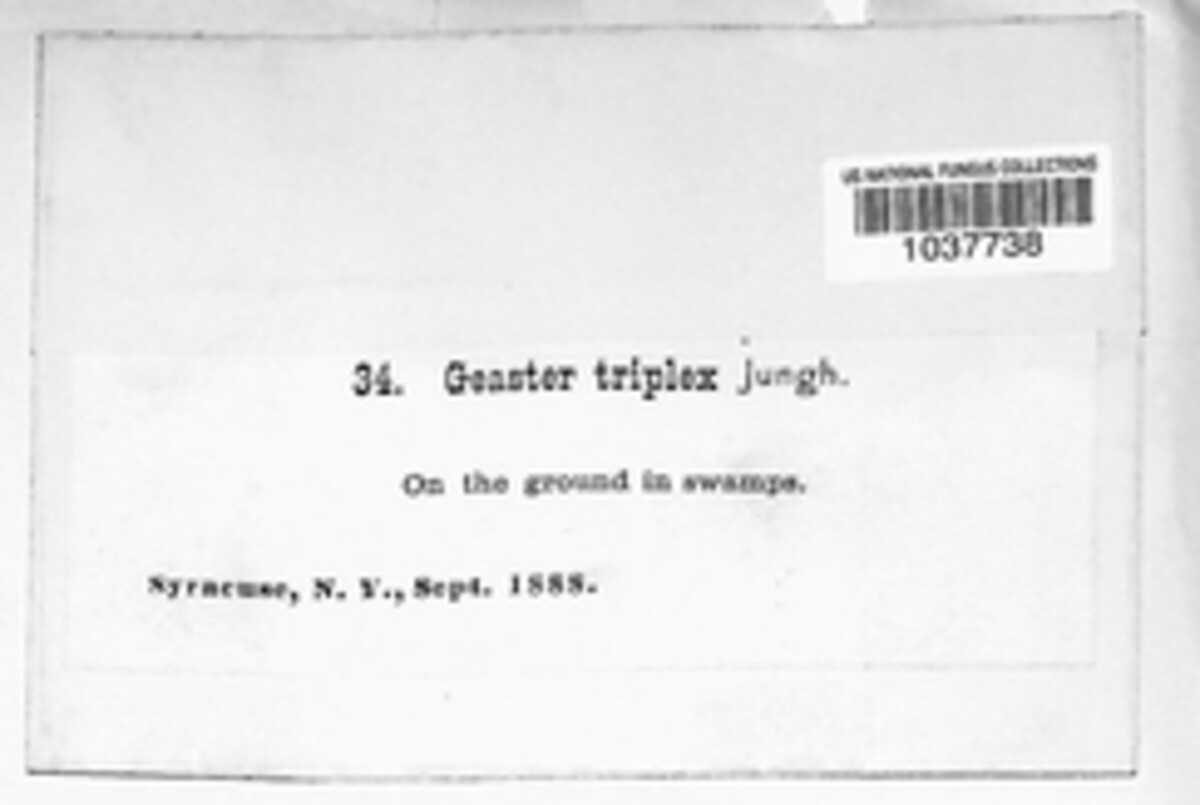 US NATIONAL FUNGUS COLLECTIONS
1037738
34. Geaster triplex Jungh.
On the ground in swamps.
Syracuse, N. Y., Sept. 1888.